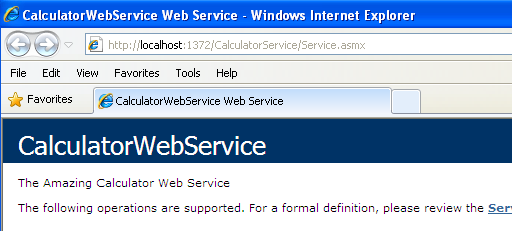 CalculatorWebService Web Service - Windows Internet Explorer
http://localhost:1372/CalculatorService/Service.asmx
File Edit View Favorites Tools Help
Favorites CalculatorWebService Web Service
CalculatorWebService
The Amazing Calculator Web Service
The following operations are supported. For a formal definition, please review the Ser